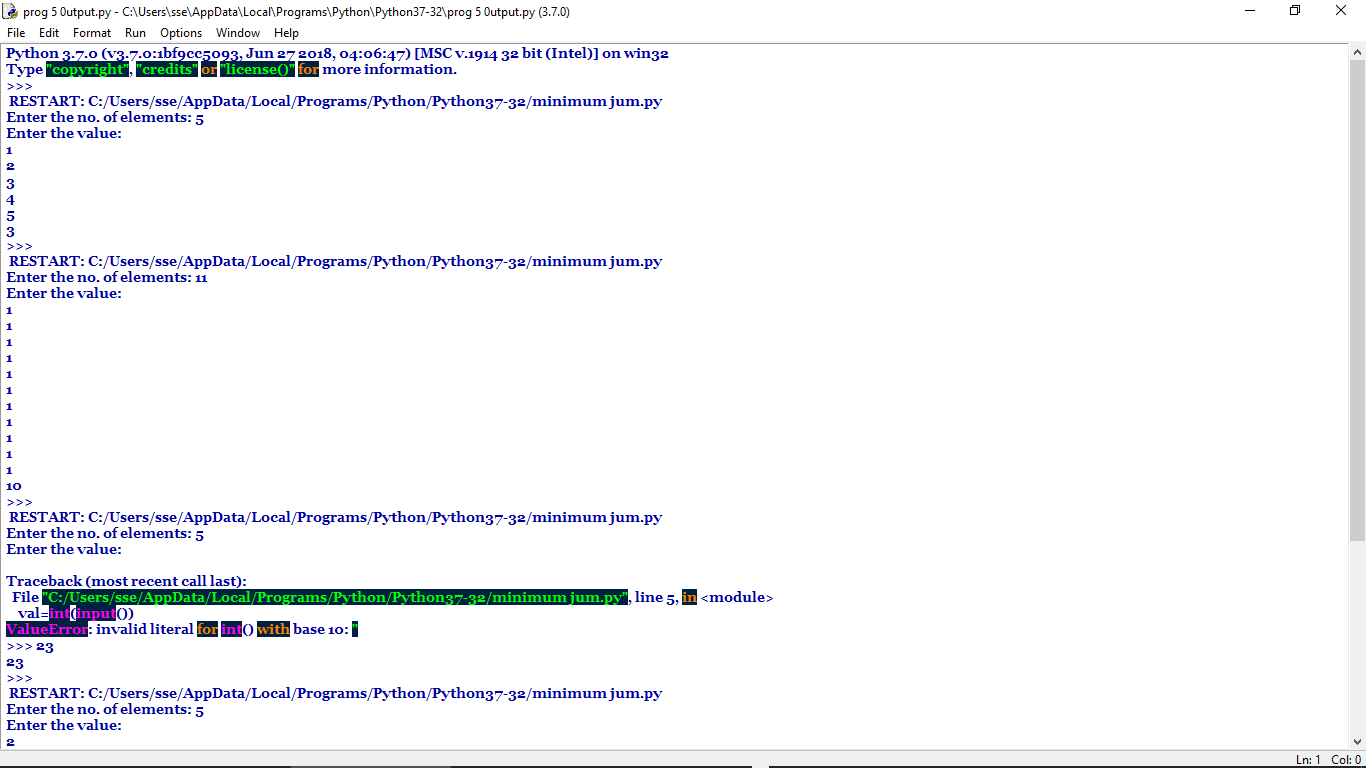 prog 5 0utput.py - C:\Users\sse\AppData\Local\Programs\Python\Python37-32\prog 5 0utput.py (3.7.0)
File Edit Format Run Options Window Help
Python 3.7.0 (v3.7.0:1bf9cc5093, Jun 27 2018, 04:06:47) [MSC v.1914 32 bit (Intel)] on win32
Type "copyright", "credits" or "license()" for more information.
>>>
RESTART: C:/Users/sse/AppData/Local/Programs/Python/Python37-32/minimum jum.py
Enter the no. of elements: 5
Enter the value:
1
2
3
4
5
3
>>>
RESTART: C:/Users/sse/AppData/Local/Programs/Python/Python37-32/minimum jum.py
Enter the no. of elements: 11
Enter the value:
1
1
1
1
1
1
1
1
1
1
1
10
>>>
RESTART: C:/Users/sse/AppData/Local/Programs/Python/Python37-32/minimum jum.py
Enter the no. of elements: 5
Enter the value:
Traceback (most recent call last):
File "C:/Users/sse/AppData/Local/Programs/Python/Python37-32/minimum jum.py", line 5, in <module>
val=int(input())
ValueError: invalid literal for int() with base 10: ''
>>> 23
23
>>>
RESTART: C:/Users/sse/AppData/Local/Programs/Python/Python37-32/minimum jum.py
Enter the no. of elements: 5
Enter the value:
2
Ln: 1 Col: 0